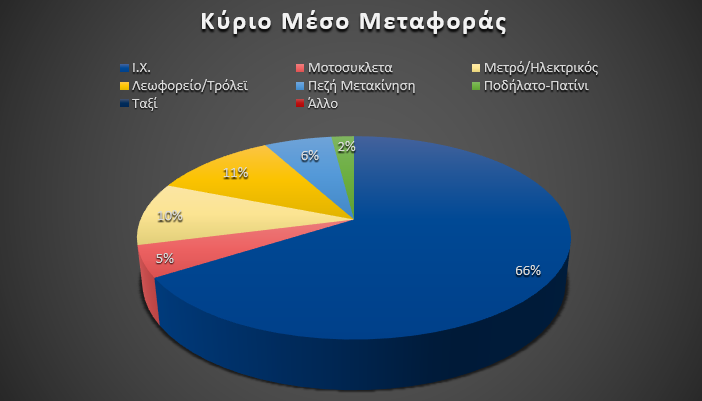 Κύριο Μέσο Μεταφοράς
Ι.Χ. Μοτοσυκλετα Μετρό/Ηλεκτρικός
Λεωφορείο/Τρόλεϊ Πεζή Μετακίνηση Ποδήλατο-Πατίνι
Ταξί Άλλο
2%
6%
11%
10%
5%
66%